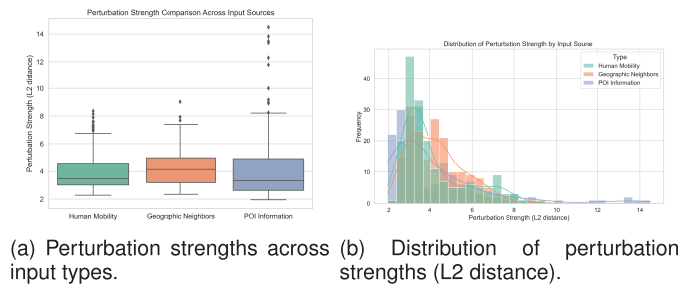 Perturbation Strength Comparison Across Input Sources
Perturbation Strength (L2 distance)
14
12
10
8
6
4
2
Human Mobility
Geographic Neighbors
POI Information
Distribution of Perturbation Strength by Input Soune
Type
Human Mobility
Geographic Neighbors
POI Information
Frequency
40
30
20
10
0
2
4
6
8
10
12
14
Perturbation Strength (L2 distance)
(a) Perturbation strengths across
input types.
(b) Distribution of perturbation
strengths (L2 distance).